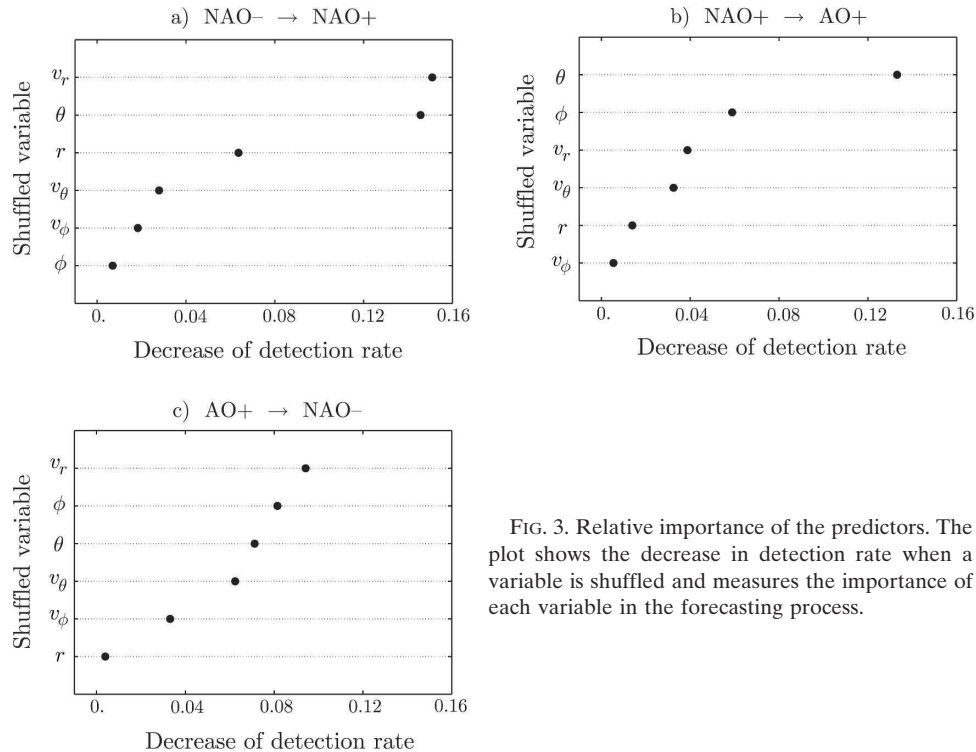 a) NAO− → NAO+
Shuffled variable
v_r
θ
r
v_θ
v_ϕ
ϕ
0. 0.04 0.08 0.12 0.16
Decrease of detection rate
b) NAO+ → AO+
Shuffled variable
θ
ϕ
v_r
v_θ
r
v_ϕ
0. 0.04 0.08 0.12 0.16
Decrease of detection rate
c) AO+ → NAO−
Shuffled variable
v_r
ϕ
θ
v_θ
v_ϕ
r
0. 0.04 0.08 0.12 0.16
Decrease of detection rate
FIG. 3. Relative importance of the predictors. The
plot shows the decrease in detection rate when a
variable is shuffled and measures the importance of
each variable in the forecasting process.